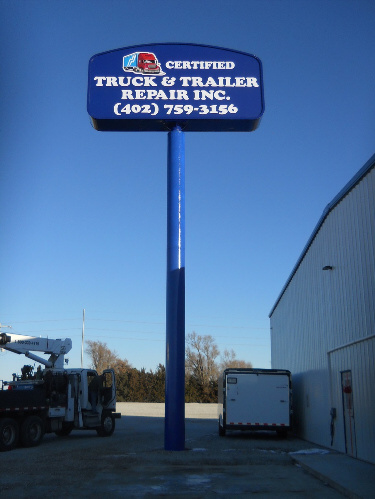 CERTIFIED
TRUCK & TRAILER
REPAIR INC.
(402) 759-3156